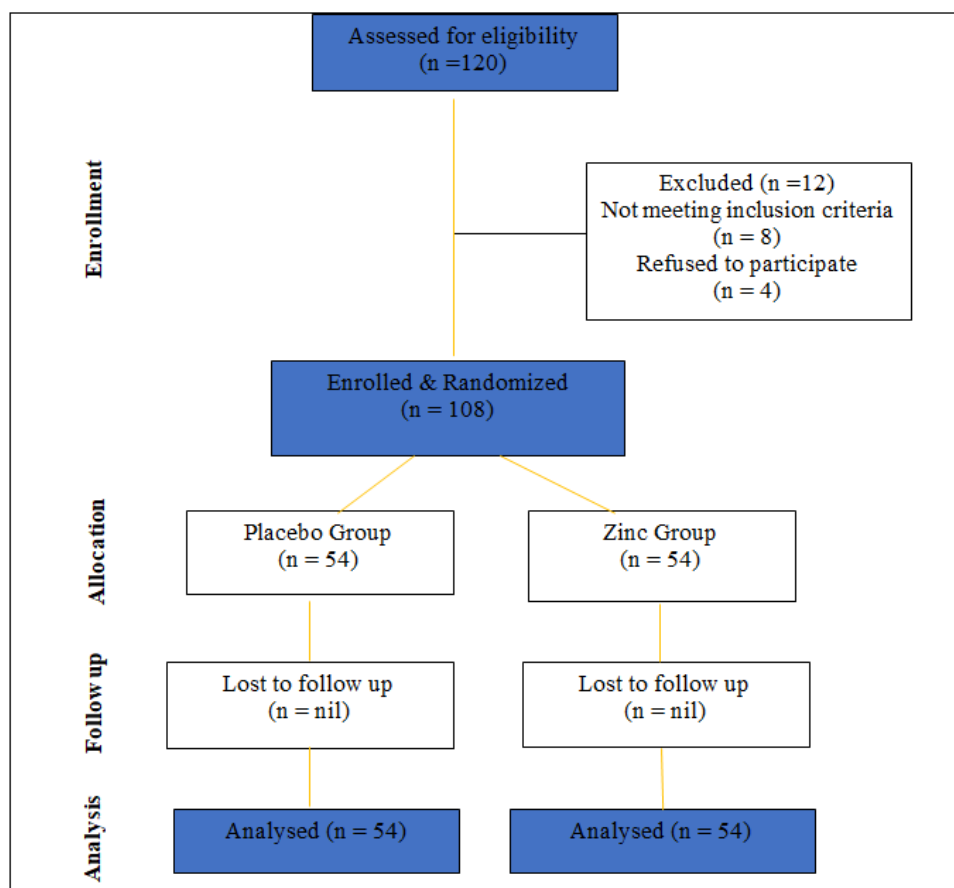 Assessed for eligibility
(n =120)
Enrollment
Excluded (n =12)
Not meeting inclusion criteria
(n = 8)
Refused to participate
(n = 4)
Enrolled & Randomized
(n = 108)
Allocation
Placebo Group
(n = 54)
Zinc Group
(n = 54)
Follow up
Lost to follow up
(n = nil)
Lost to follow up
(n = nil)
Analysis
Analysed (n = 54)
Analysed (n = 54)